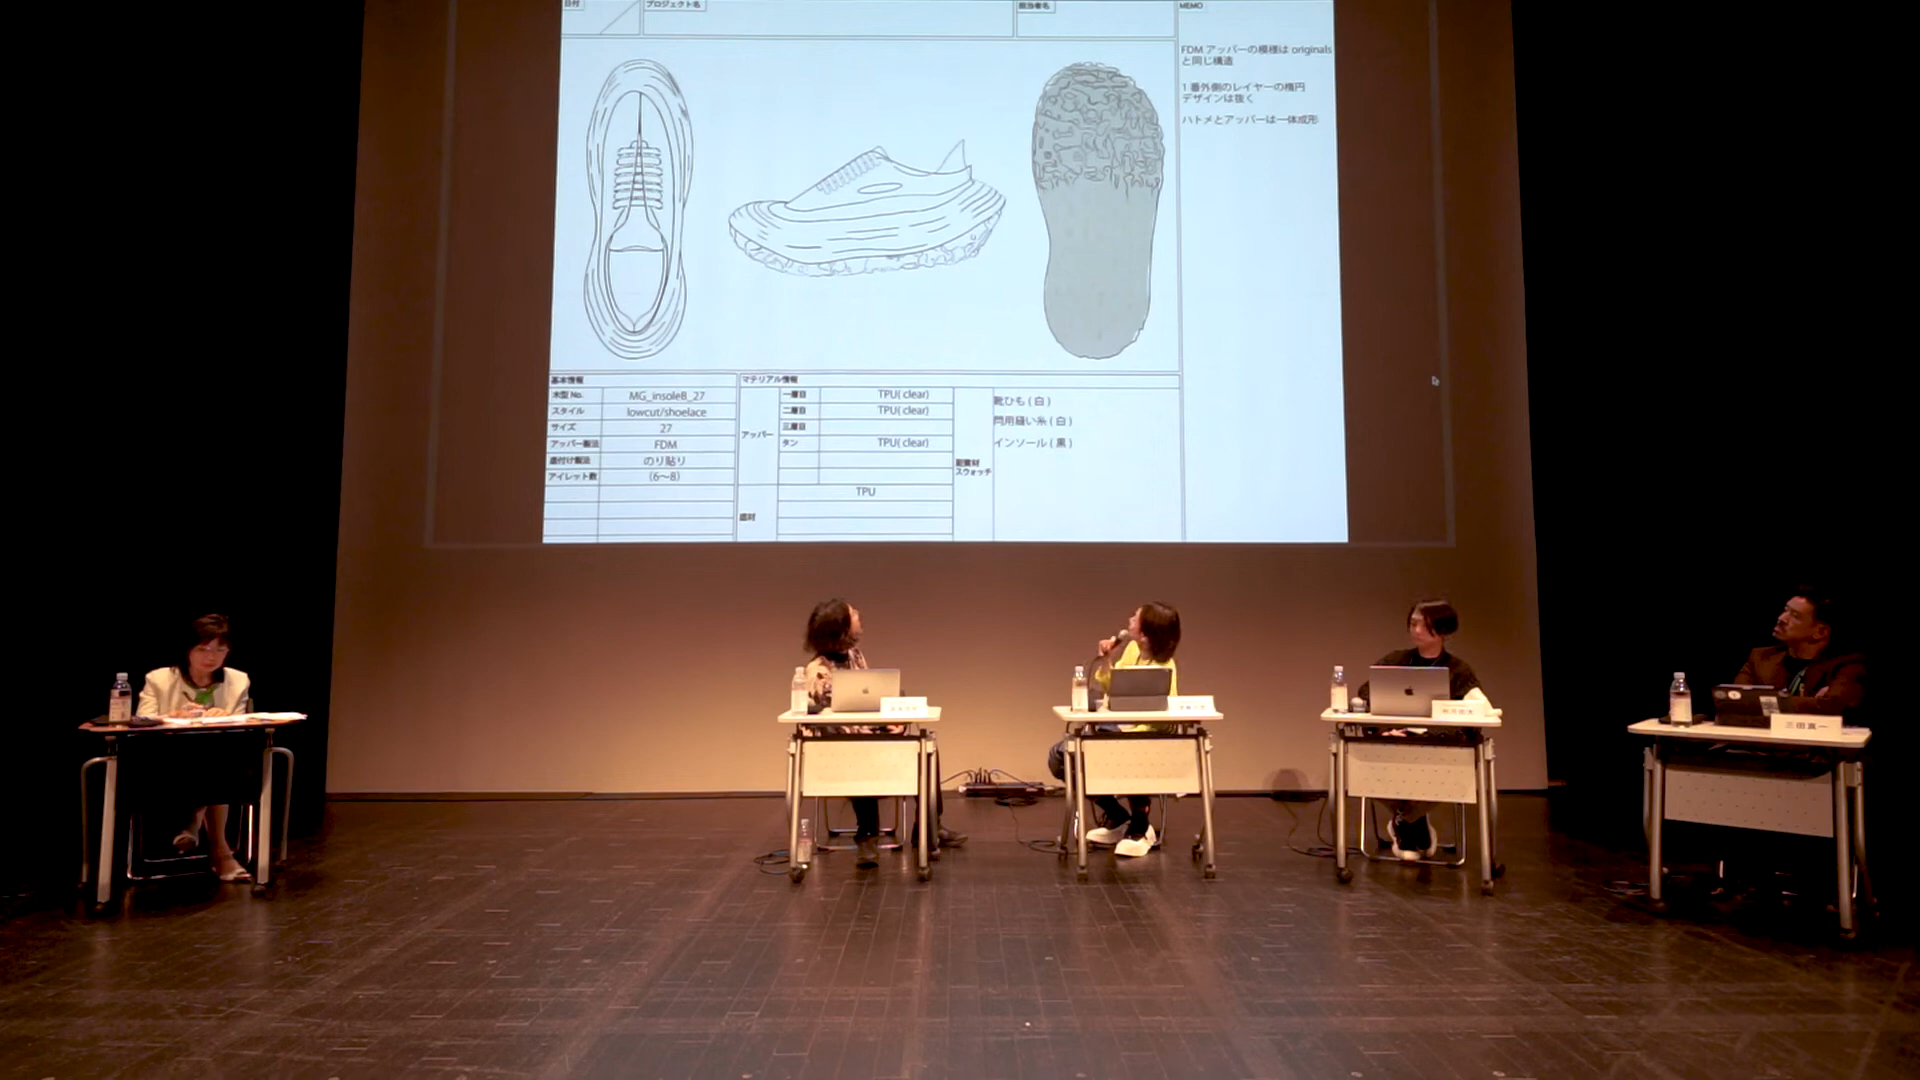 日付
プロジェクト名
担当者名
MEMO
FDM アッパーの模様は originals
と同じ構造
1 番外側のレイヤーの楕円
デザインは抜く
ハトメとアッパーは一体成形
基本情報
木型 No.
MG_insoleB_27
スタイル
lowcut/shoelace
サイズ
27
アッパー製法
FDM
底付け製法
のり貼り
アイレット数
（6〜8）
マテリアル情報
アッパー
一層目
TPU( clear)
二層目
TPU( clear)
三層目
タン
TPU( clear)
底材
TPU
副資材
スウォッチ
靴ひも ( 白 )
問用縫い糸 ( 白 )
インソール ( 黒 )
三田真一